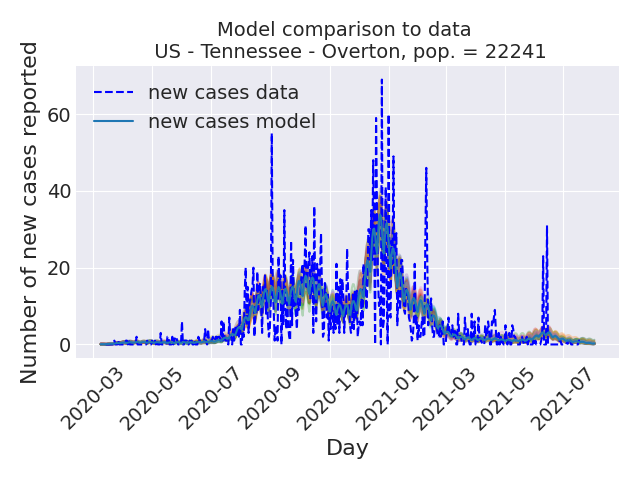 Model comparison to data
US - Tennessee - Overton, pop. = 22241
Number of new cases reported
60
40
20
0
new cases data
new cases model
2020-03
2020-05
2020-07
2020-09
2020-11
2021-01
2021-03
2021-05
2021-07
Day